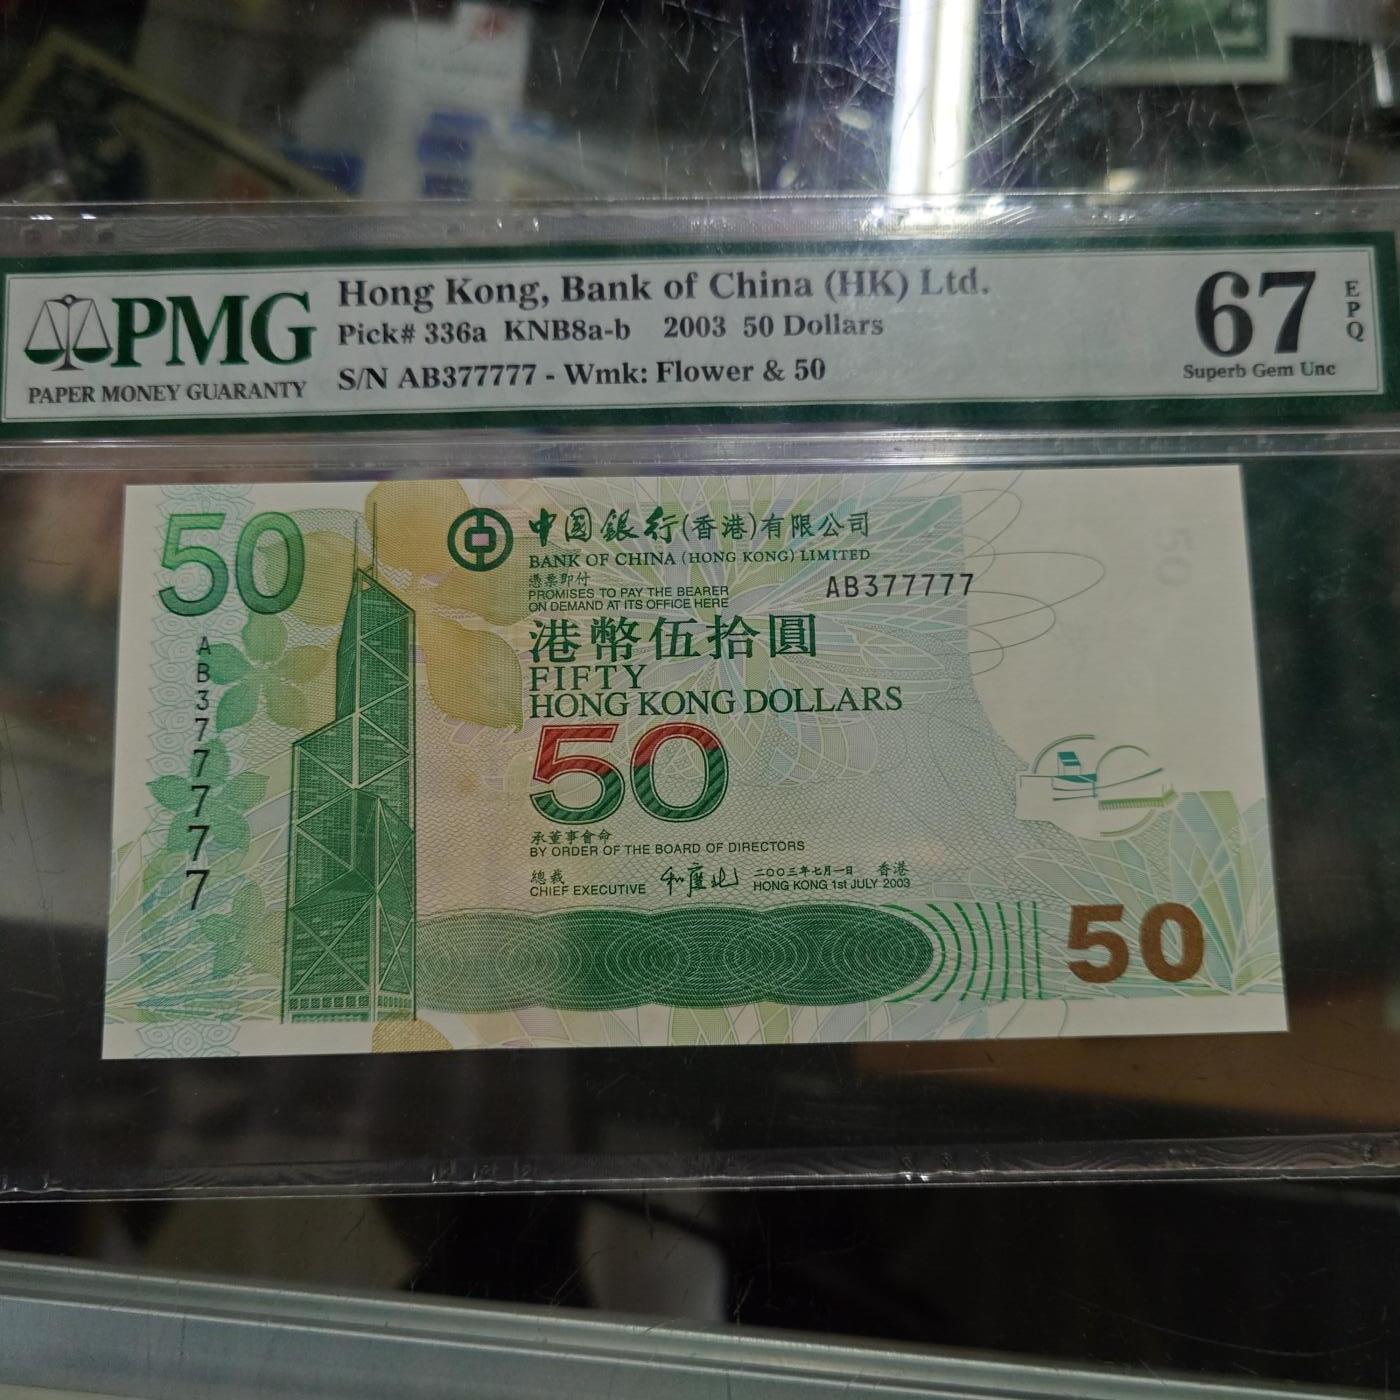 PMG
PAPER MONEY GUARANTY
Hong Kong, Bank of China (HK) Ltd.
Pick# 336a KNB8a-b 2003 50 Dollars
S/N AB377777 - Wmk: Flower & 50
67
EPQ
Superb Gem Unc
50
中國銀行(香港)有限公司
BANK OF CHINA (HONG KONG) LIMITED
憑票即付
PROMISES TO PAY THE BEARER
ON DEMAND AT ITS OFFICE HERE
AB377777
AB377777
港幣伍拾圓
FIFTY
HONG KONG DOLLARS
50
承董事會命
BY ORDER OF THE BOARD OF DIRECTORS
總裁
CHIEF EXECUTIVE
和廣北
二〇〇三年七月一日 香港
HONG KONG 1st JULY 2003
50
50